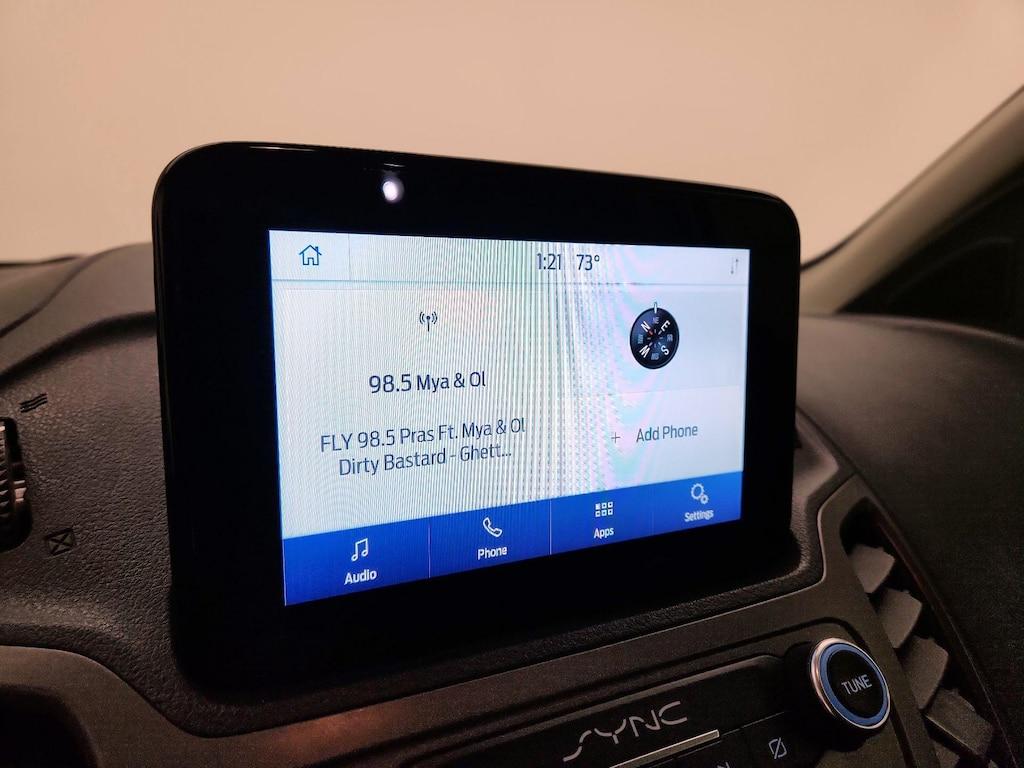 1:21 73°
98.5 Mya & Ol
FLY 98.5 Pras Ft. Mya & Ol
Dirty Bastard - Ghett...
N NE E S W
+ Add Phone
Audio Phone Apps Settings
TUNE
SYNC